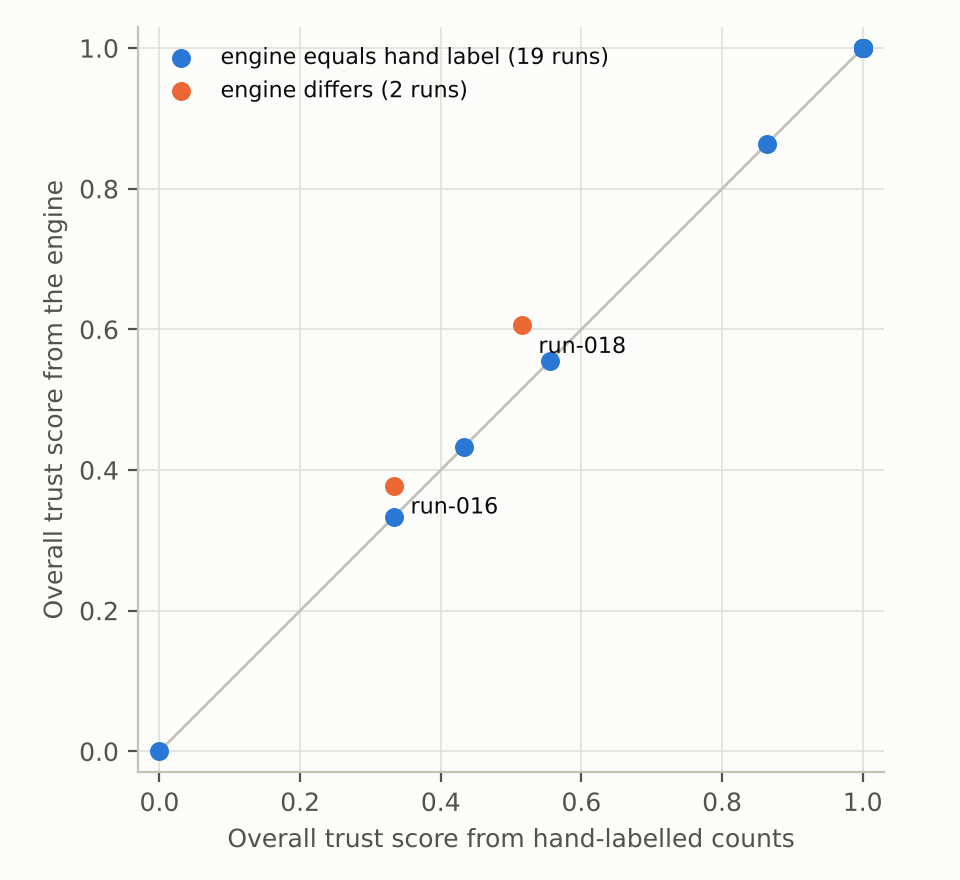 engine equals hand label (19 runs)
engine differs (2 runs)
Overall trust score from the engine
1.0
0.8
0.6
0.4
0.2
0.0
run-018
run-016
0.0 0.2 0.4 0.6 0.8 1.0
Overall trust score from hand-labelled counts